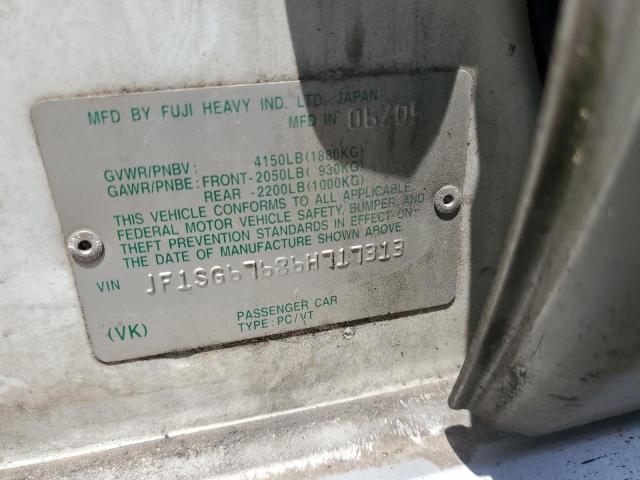 MFD BY FUJI HEAVY IND. LTD. JAPAN
MFD IN 06/05
GVWR/PNBV : 4150LB(1880KG)
GAWR/PNBE: FRONT-2050LB( 930KG)
REAR -2200LB(1000KG)
THIS VEHICLE CONFORMS TO ALL APPLICABLE
FEDERAL MOTOR VEHICLE SAFETY, BUMPER, AND
THEFT PREVENTION STANDARDS IN EFFECT ON
THE DATE OF MANUFACTURE SHOWN ABOVE.
VIN JF1SG67686H717313
PASSENGER CAR
(VK) TYPE: PC/VT